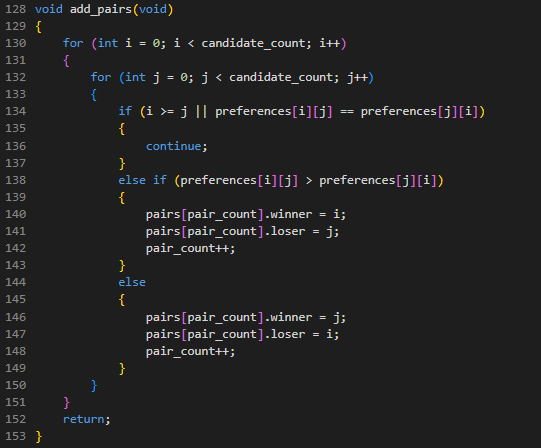 128 void add_pairs(void)
129 {
130     for (int i = 0; i < candidate_count; i++)
131     {
132         for (int j = 0; j < candidate_count; j++)
133         {
134             if (i >= j || preferences[i][j] == preferences[j][i])
135             {
136                 continue;
137             }
138             else if (preferences[i][j] > preferences[j][i])
139             {
140                 pairs[pair_count].winner = i;
141                 pairs[pair_count].loser = j;
142                 pair_count++;
143             }
144             else
145             {
146                 pairs[pair_count].winner = j;
147                 pairs[pair_count].loser = i;
148                 pair_count++;
149             }
150         }
151     }
152     return;
153 }